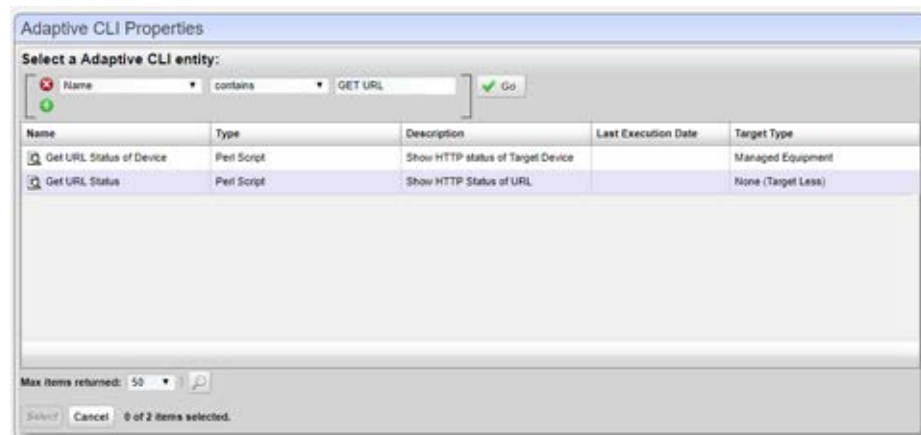 Adaptive CLI Properties
Select a Adaptive CLI entity:
Name contains GET URL Go
Name Type Description Last Execution Date Target Type
Get URL Status of Device Perl Script Show HTTP status of Target Device Managed Equipment
Get URL Status Perl Script Show HTTP Status of URL None (Target Less)
Max items returned: 50
Select Cancel 0 of 2 items selected.